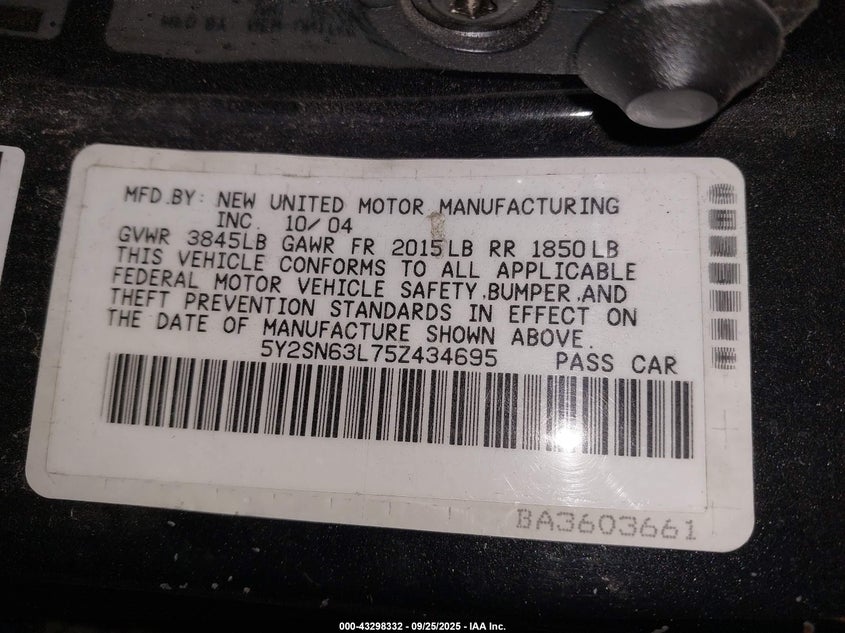 MFD.BY: NEW UNITED MOTOR MANUFACTURING
INC. 10/04
GVWR 3845LB GAWR FR 2015LB RR 1850LB
THIS VEHICLE CONFORMS TO ALL APPLICABLE
FEDERAL MOTOR VEHICLE SAFETY,BUMPER,AND
THEFT PREVENTION STANDARDS IN EFFECT ON
THE DATE OF MANUFACTURE SHOWN ABOVE.
5Y2SN63L75Z434695 PASS CAR
BA3603661
000-43298332 - 09/25/2025 - IAA Inc.